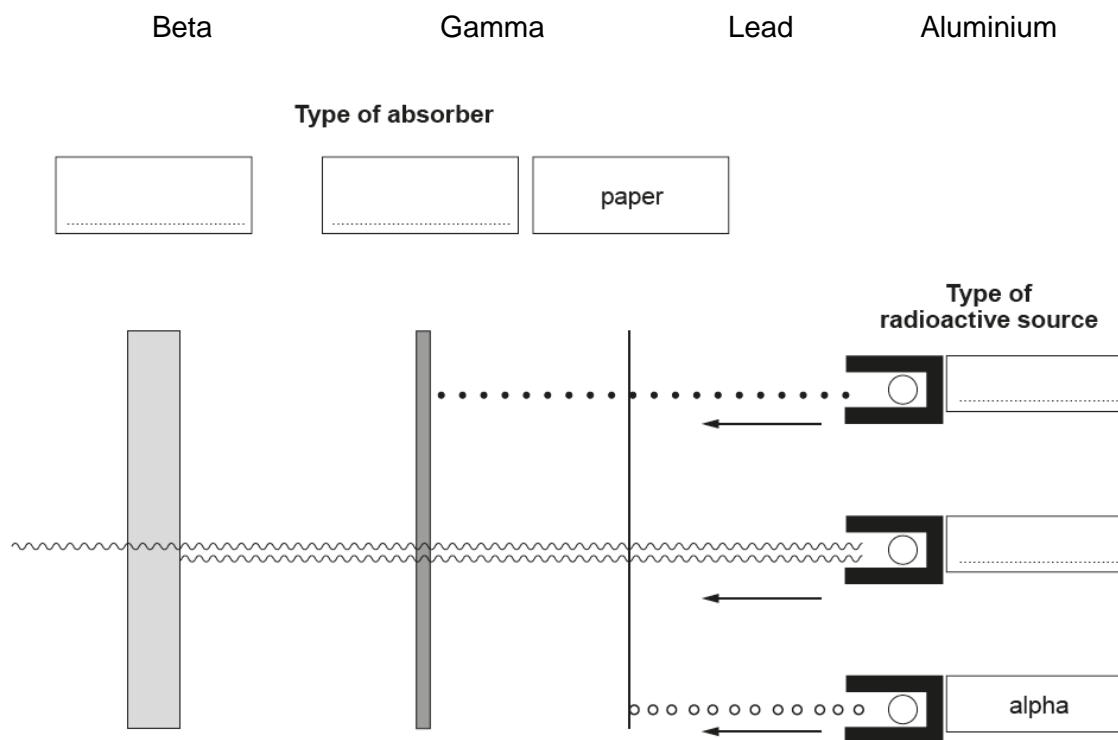 Beta Gamma Lead Aluminium
Type of absorber
paper
Type of
radioactive source
alpha